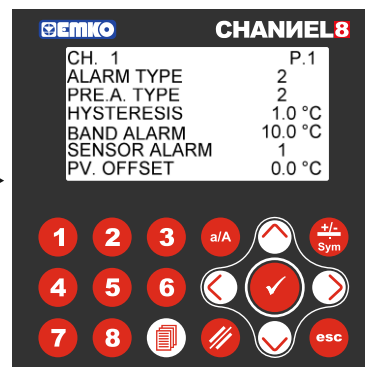 EMKO CHANNEL8
CH. 1 P.1
ALARM TYPE 2
PRE.A. TYPE 2
HYSTERESIS 1.0 °C
BAND ALARM 10.0 °C
SENSOR ALARM 1
PV. OFFSET 0.0 °C
1 2 3 a/A +/- Sym
4 5 6
7 8 esc